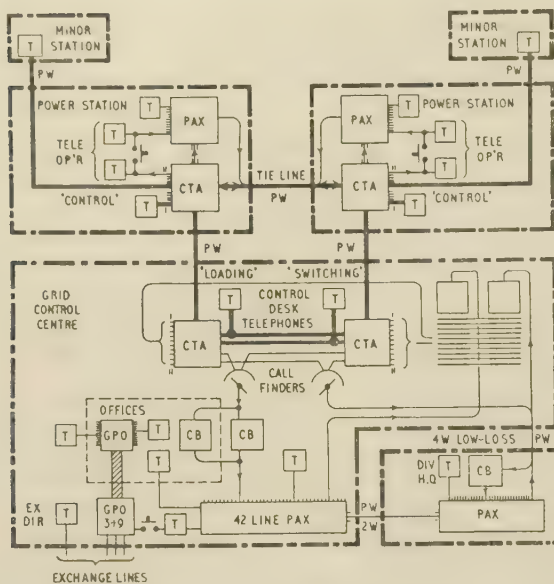 MINOR
STATION
T
PW
MINOR
STATION
T
PW
POWER STATION
T
PAX
TELE
OP'R
T
T
CTA
'CONTROL'
T
TIE LINE
PW
T
POWER STATION
PAX
T
T
TELE
OP'R
CTA
'CONTROL'
T
PW
PW
'LOADING'
'SWITCHING'
GRID
CONTROL
CENTRE
T
CONTROL
DESK
TELEPHONES
T
CTA
CTA
CALL
FINDERS
OFFICES
T
GPO
T
CB
CB
T
T
4W LOW-LOSS
PW
DIV
H.Q
T
CB
EX
DIR
T
GPO
3+9
T
42 LINE PAX
PW
2W
PAX
EXCHANGE LINES